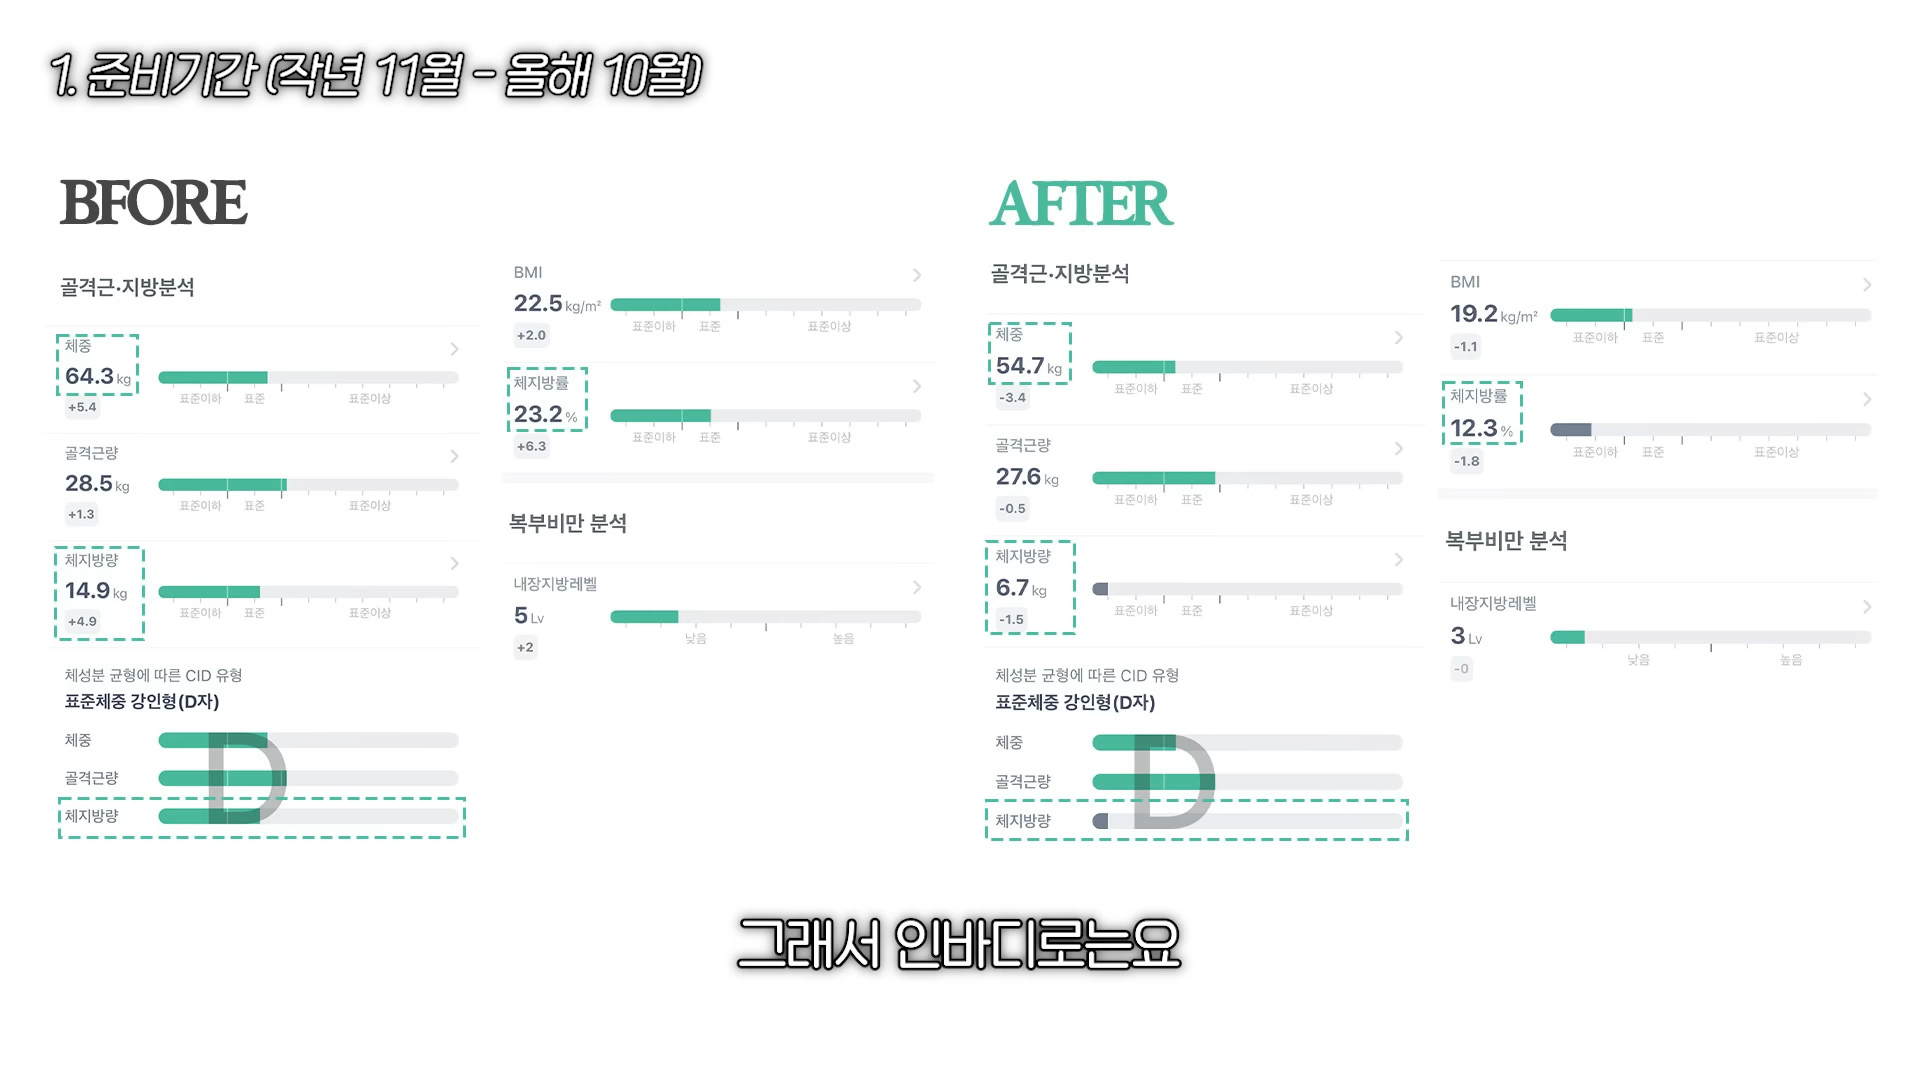 1. 준비기간 (작년 11월 - 올해 10월)
BFORE
골격근·지방분석
체중
64.3 kg
+5.4
표준이하 표준 표준이상
골격근량
28.5 kg
+1.3
표준이하 표준 표준이상
체지방량
14.9 kg
+4.9
표준이하 표준 표준이상
체성분 균형에 따른 CID 유형
표준체중 강인형(D자)
체중
골격근량
체지방량
D
BMI
22.5 kg/m²
+2.0
표준이하 표준 표준이상
체지방률
23.2 %
+6.3
표준이하 표준 표준이상
복부비만 분석
내장지방레벨
5 Lv
+2
낮음 높음
AFTER
골격근·지방분석
체중
54.7 kg
-3.4
표준이하 표준 표준이상
골격근량
27.6 kg
-0.5
표준이하 표준 표준이상
체지방량
6.7 kg
-1.5
표준이하 표준 표준이상
체성분 균형에 따른 CID 유형
표준체중 강인형(D자)
체중
골격근량
체지방량
D
BMI
19.2 kg/m²
-1.1
표준이하 표준 표준이상
체지방률
12.3 %
-1.8
표준이하 표준 표준이상
복부비만 분석
내장지방레벨
3 Lv
-0
낮음 높음
그래서 인바디로는요